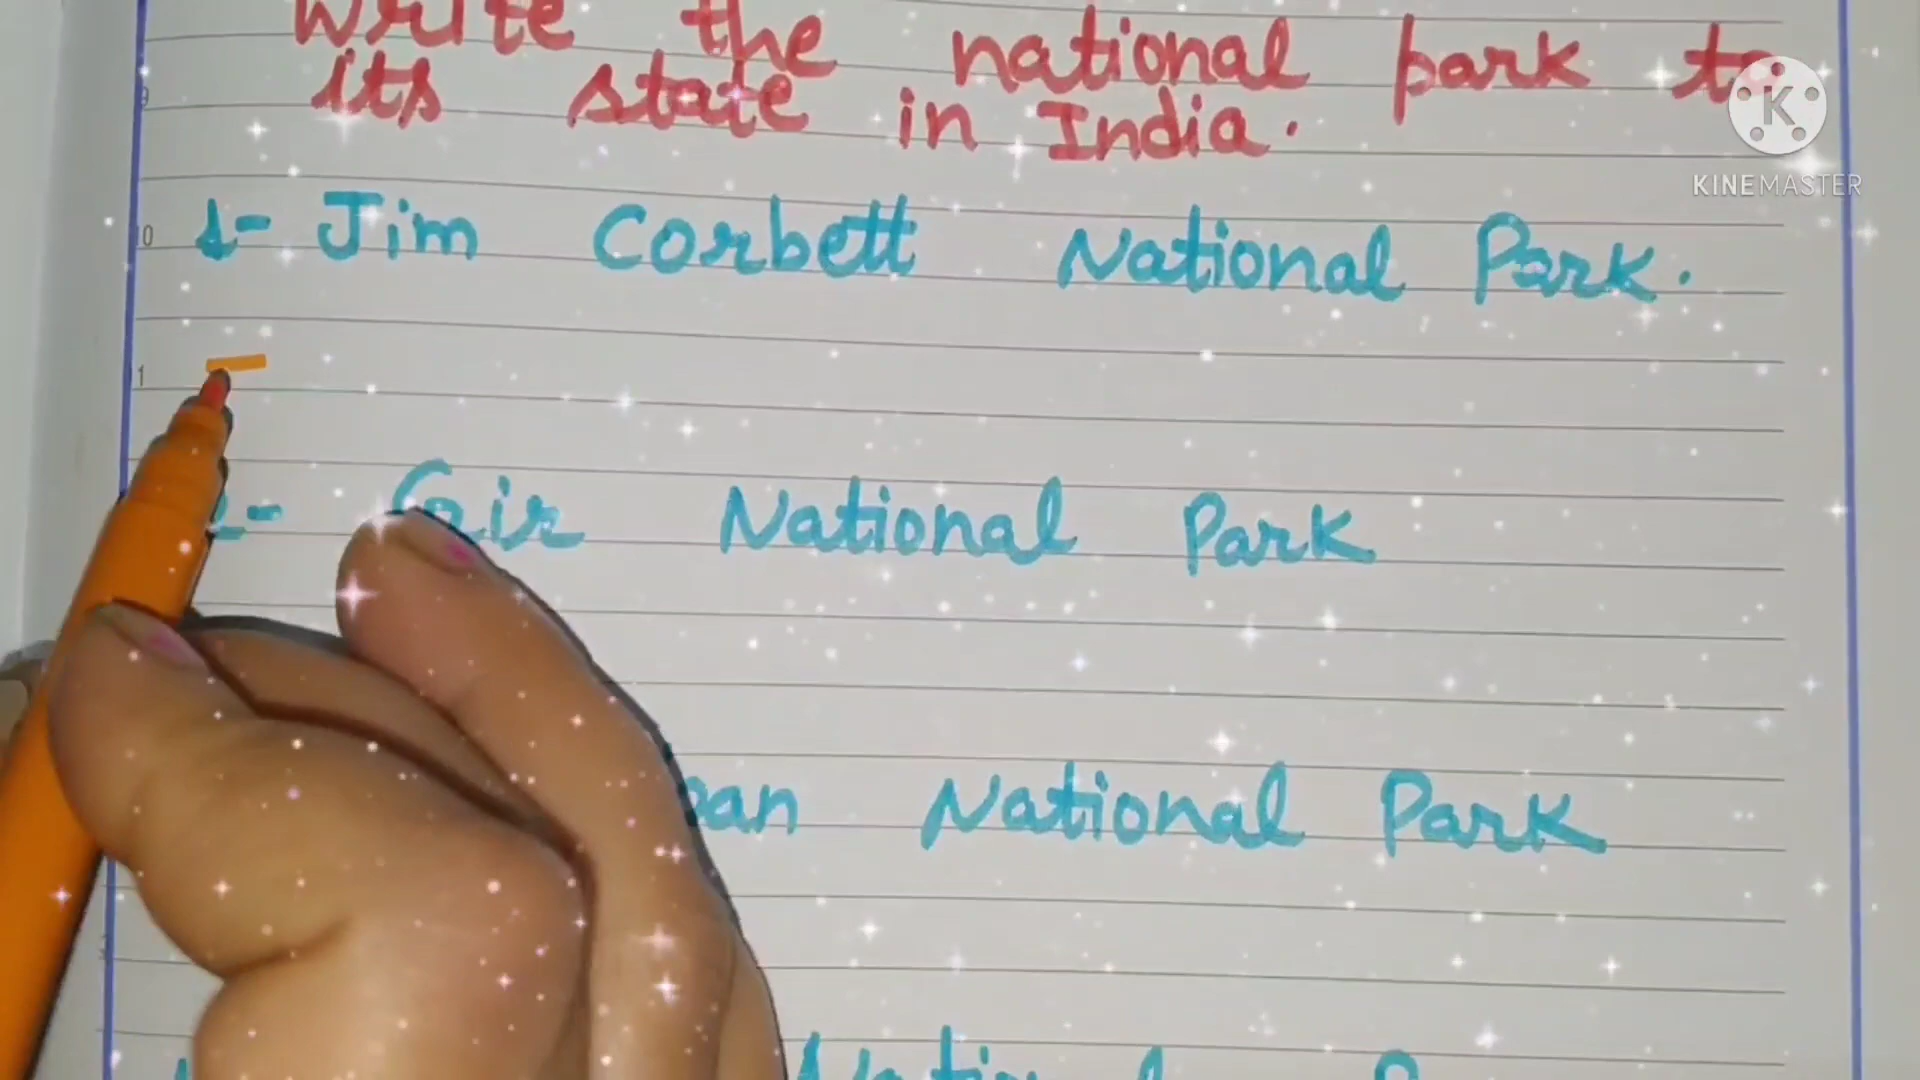 Write the national park to
its state in India.
KINEMASTER
1- Jim Corbett National Park.
2- Gir National Park
National Park